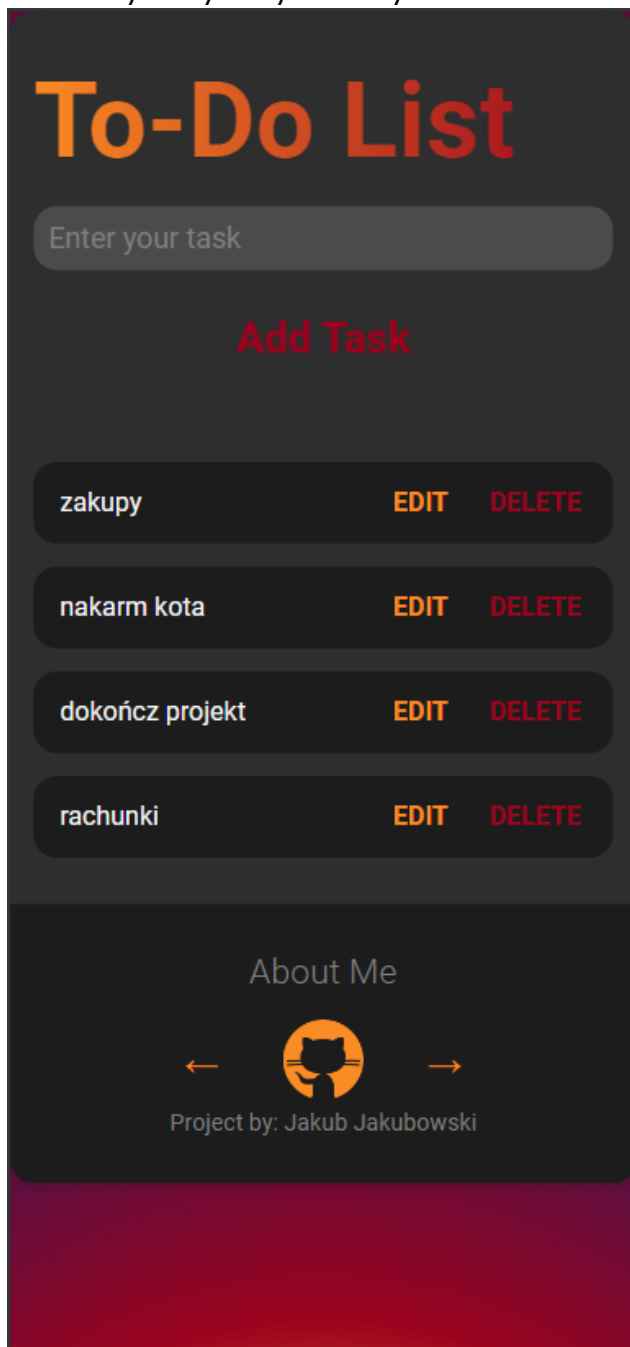 To-Do List
Enter your task
Add Task
zakupy EDIT DELETE
nakarm kota EDIT DELETE
dokończ projekt EDIT DELETE
rachunki EDIT DELETE
About Me
← →
Project by: Jakub Jakubowski